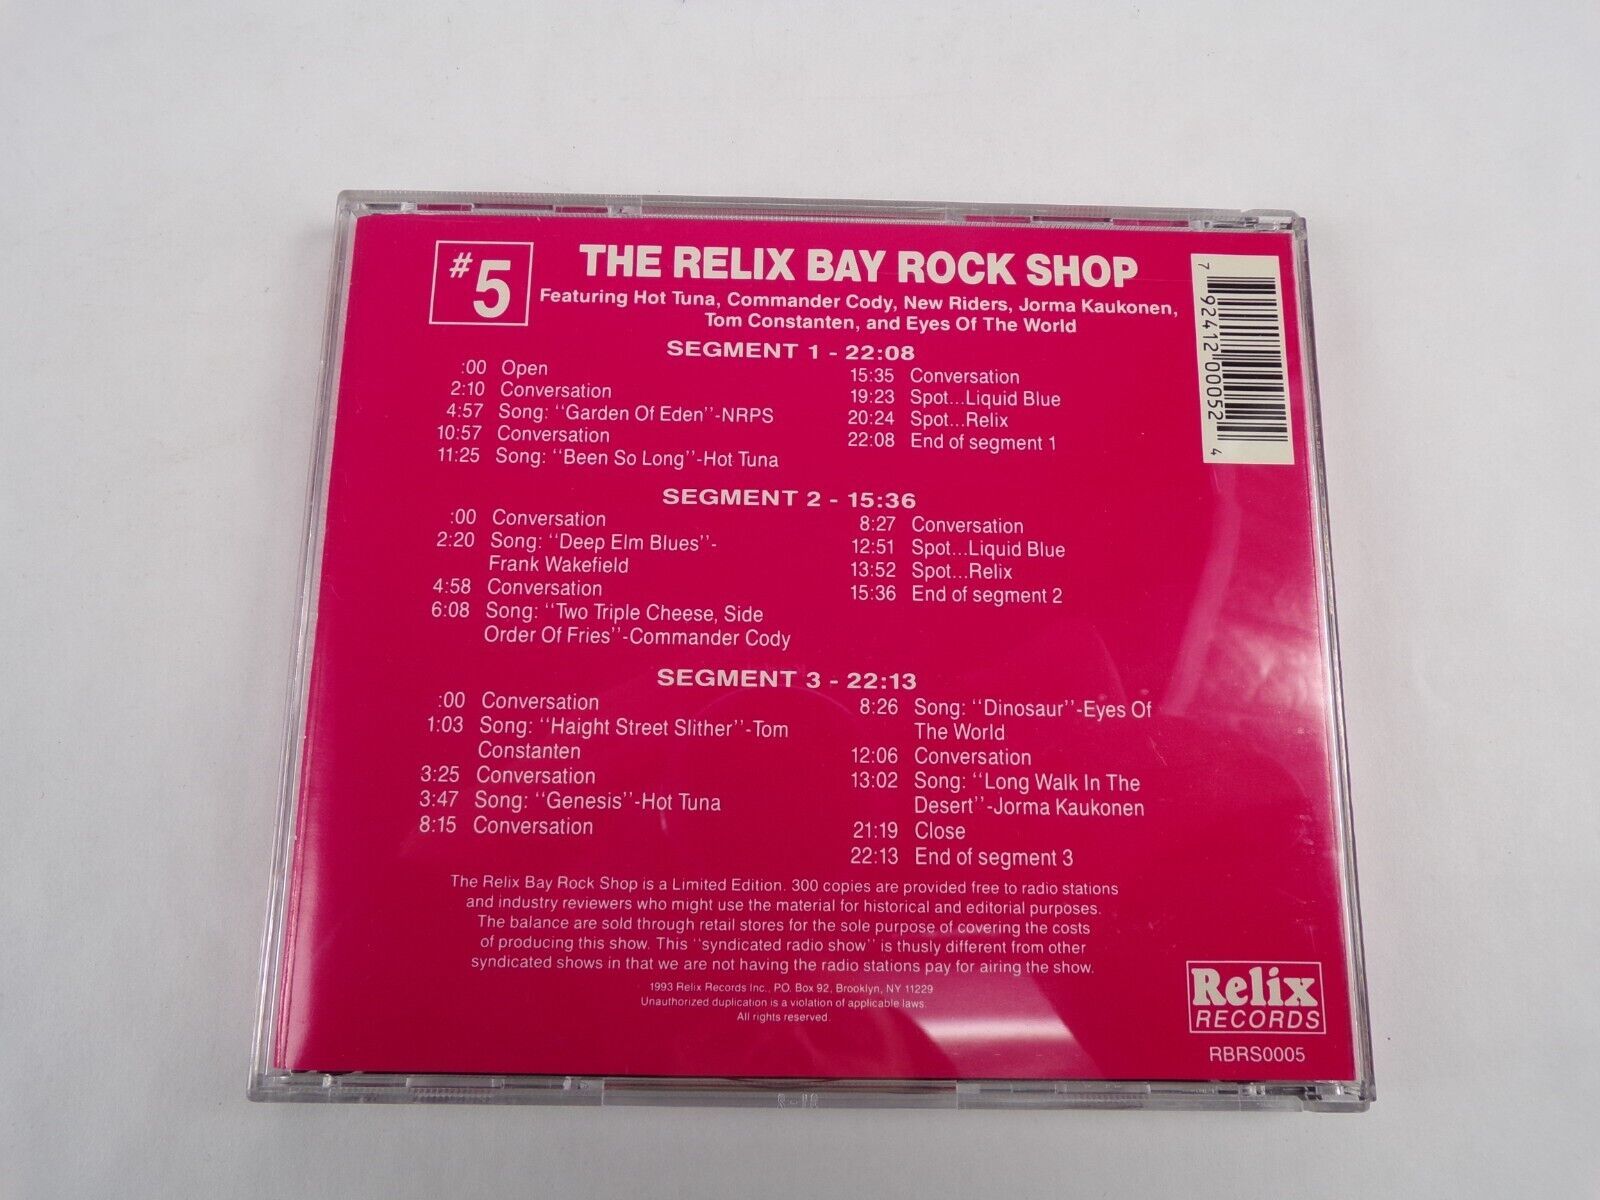 #5
THE RELIX BAY ROCK SHOP
Featuring Hot Tuna, Commander Cody, New Riders, Jorma Kaukonen,
Tom Constanten, and Eyes Of The World
SEGMENT 1 - 22:08
:00 Open
2:10 Conversation
4:57 Song: "Garden Of Eden"-NRPS
10:57 Conversation
11:25 Song: "Been So Long"-Hot Tuna
15:35 Conversation
19:23 Spot...Liquid Blue
20:24 Spot...Relix
22:08 End of segment 1
SEGMENT 2 - 15:36
:00 Conversation
2:20 Song: "Deep Elm Blues"-
Frank Wakefield
4:58 Conversation
6:08 Song: "Two Triple Cheese, Side
Order Of Fries"-Commander Cody
8:27 Conversation
12:51 Spot...Liquid Blue
13:52 Spot...Relix
15:36 End of segment 2
SEGMENT 3 - 22:13
:00 Conversation
1:03 Song: "Haight Street Slither"-Tom
Constanten
3:25 Conversation
3:47 Song: "Genesis"-Hot Tuna
8:15 Conversation
8:26 Song: "Dinosaur"-Eyes Of
The World
12:06 Conversation
13:02 Song: "Long Walk In The
Desert"-Jorma Kaukonen
21:19 Close
22:13 End of segment 3
The Relix Bay Rock Shop is a Limited Edition. 300 copies are provided free to radio stations
and industry reviewers who might use the material for historical and editorial purposes.
The balance are sold through retail stores for the sole purpose of covering the costs
of producing this show. This "syndicated radio show" is thusly different from other
syndicated shows in that we are not having the radio stations pay for airing the show.
1993 Relix Records Inc., P.O. Box 92, Brooklyn, NY 11229
Unauthorized duplication is a violation of applicable laws.
All rights reserved.
7 92412 00052 4
Relix
RECORDS
RBRS0005